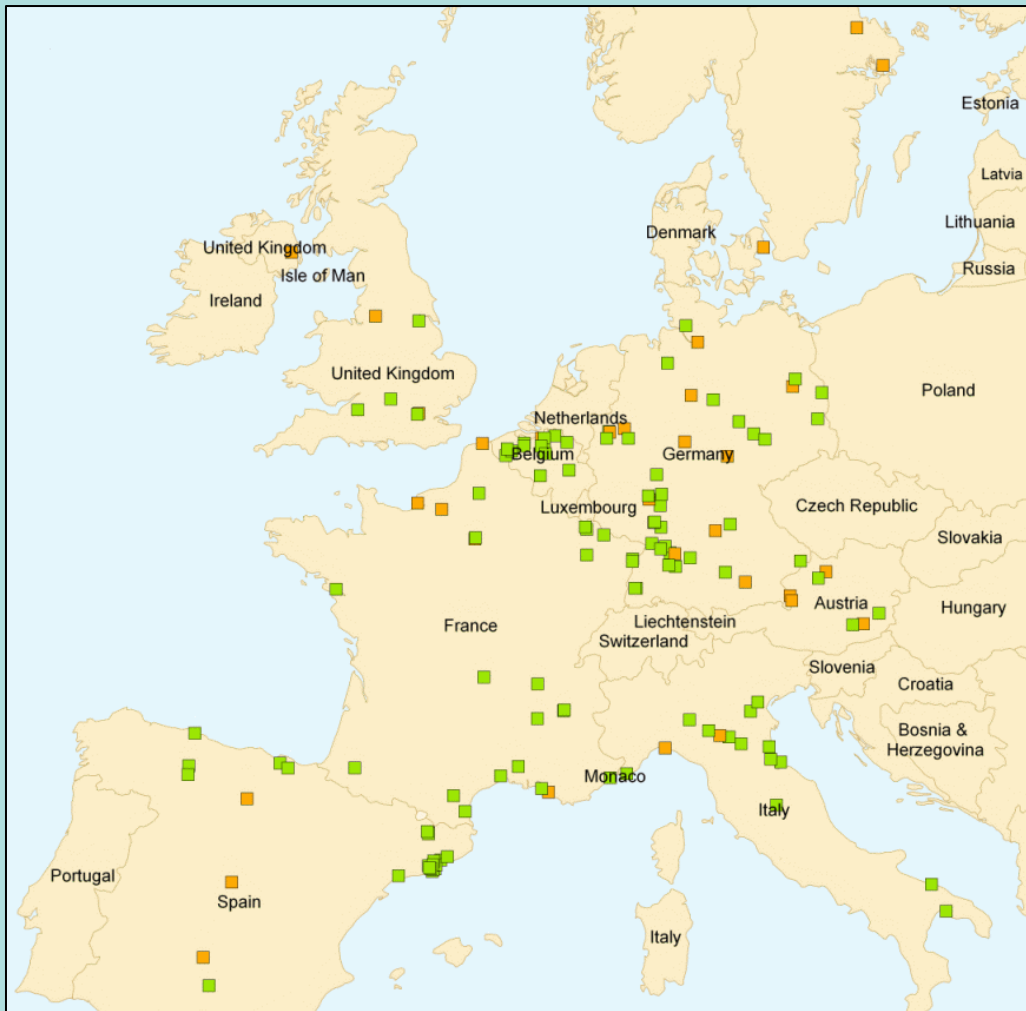 Estonia
Latvia
Lithuania
Russia
Denmark
United Kingdom
Isle of Man
Ireland
United Kingdom
Poland
Netherlands
Belgium
Germany
Luxembourg
Czech Republic
Slovakia
Austria
Hungary
Liechtenstein
Switzerland
France
Slovenia
Croatia
Bosnia &
Herzegovina
Monaco
Italy
Portugal
Spain
Italy